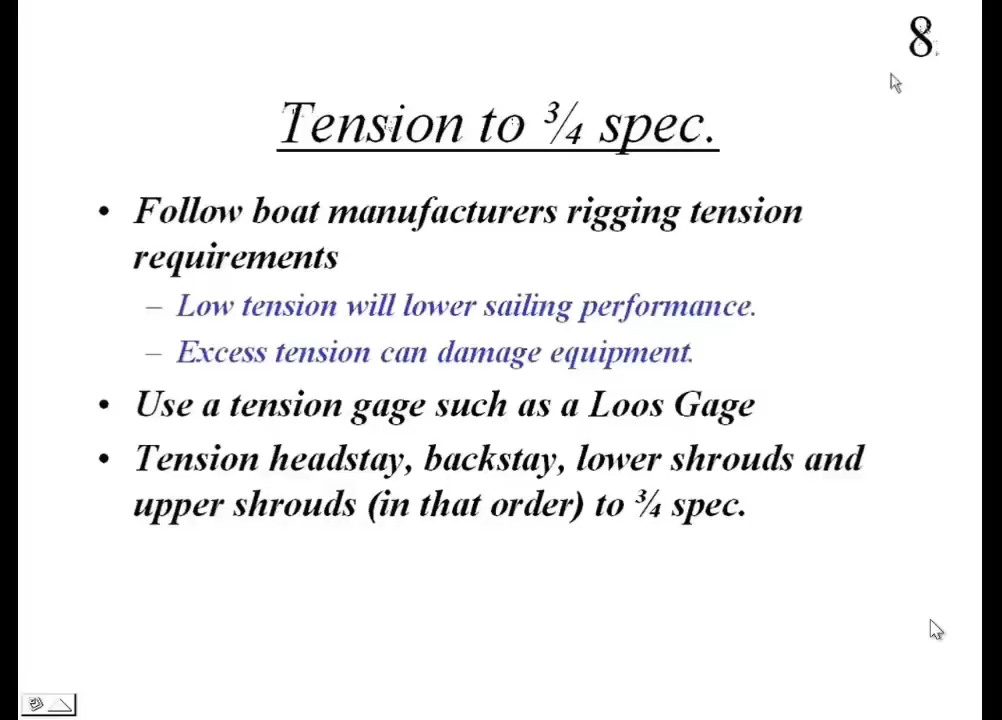 8
Tension to ¾ spec.
• Follow boat manufacturers rigging tension
requirements
– Low tension will lower sailing performance.
– Excess tension can damage equipment.
• Use a tension gage such as a Loos Gage
• Tension headstay, backstay, lower shrouds and
upper shrouds (in that order) to ¾ spec.